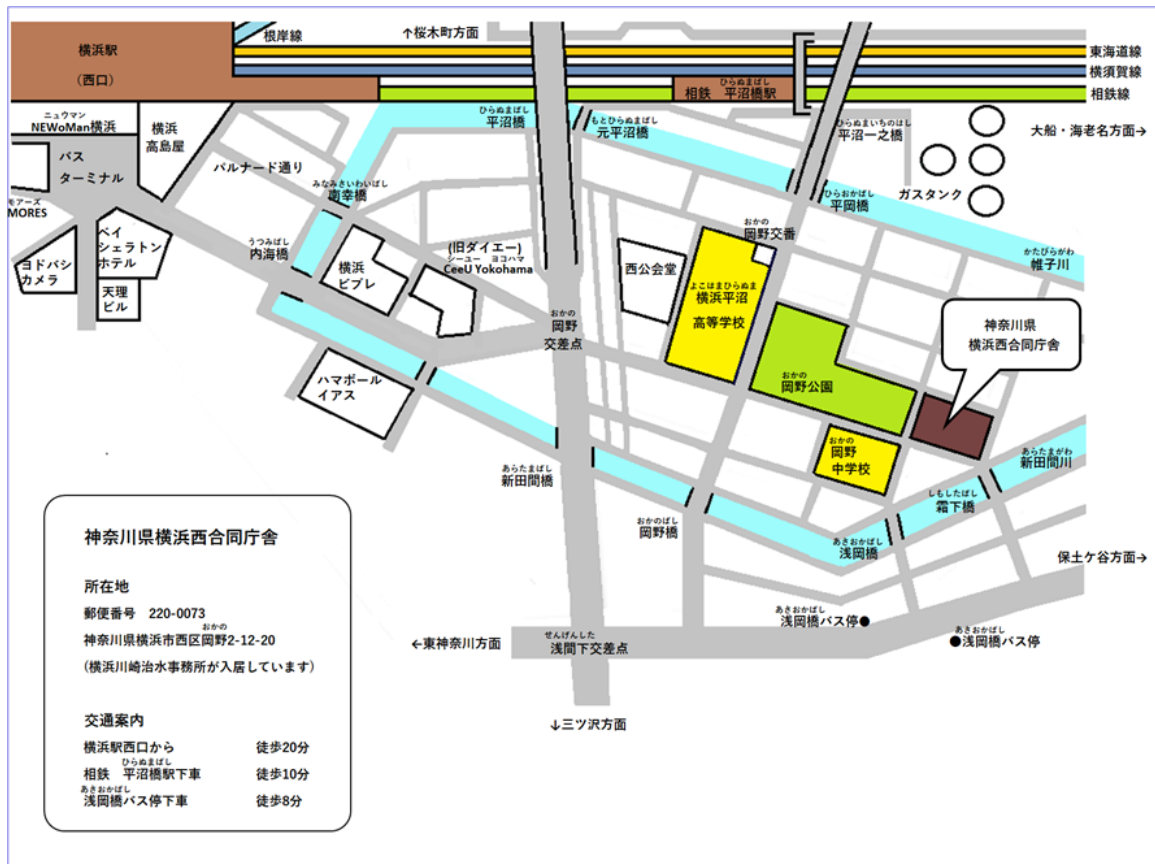 根岸線
↑桜木町方面
横浜駅
(西口)
東海道線
横須賀線
相鉄線
ひらぬまばし
相鉄 平沼橋駅
ニュウマン
NEWoMan横浜
横浜
高島屋
ひらぬまばし
平沼橋
もとひらぬまばし
元平沼橋
ひらぬまいちのはし
平沼一之橋
大船・海老名方面→
バス
ターミナル
パルナード通り
ガスタンク
みなみさいわいばし
南幸橋
ひらおかばし
平岡橋
モアーズ
MORES
ベイ
シェラトン
ホテル
うつみばし
内海橋
(旧ダイエー)
シーユー ヨコハマ
CeeU Yokohama
おかの
岡野交番
かたびらがわ
帷子川
ヨドバシ
カメラ
天理
ビル
横浜
ビブレ
西公会堂
よこはまひらぬま
横浜平沼
高等学校
おかの
岡野
交差点
神奈川県
横浜西合同庁舎
ハマボール
イアス
おかの
岡野公園
おかの
岡野
中学校
あらたまがわ
新田間川
あらたまばし
新田間橋
しもしたばし
霜下橋
おかのばし
岡野橋
あさおかばし
浅岡橋
保土ケ谷方面→
あさおかばし
浅岡橋バス停●
あさおかばし
●浅岡橋バス停
←東神奈川方面
せんげんした
浅間下交差点
↓三ツ沢方面
神奈川県横浜西合同庁舎
所在地
郵便番号 220-0073
おかの
神奈川県横浜市西区岡野2-12-20
(横浜川崎治水事務所が入居しています)
交通案内
横浜駅西口から 徒歩20分
ひらぬまばし
相鉄 平沼橋駅下車 徒歩10分
あさおかばし
浅岡橋バス停下車 徒歩8分